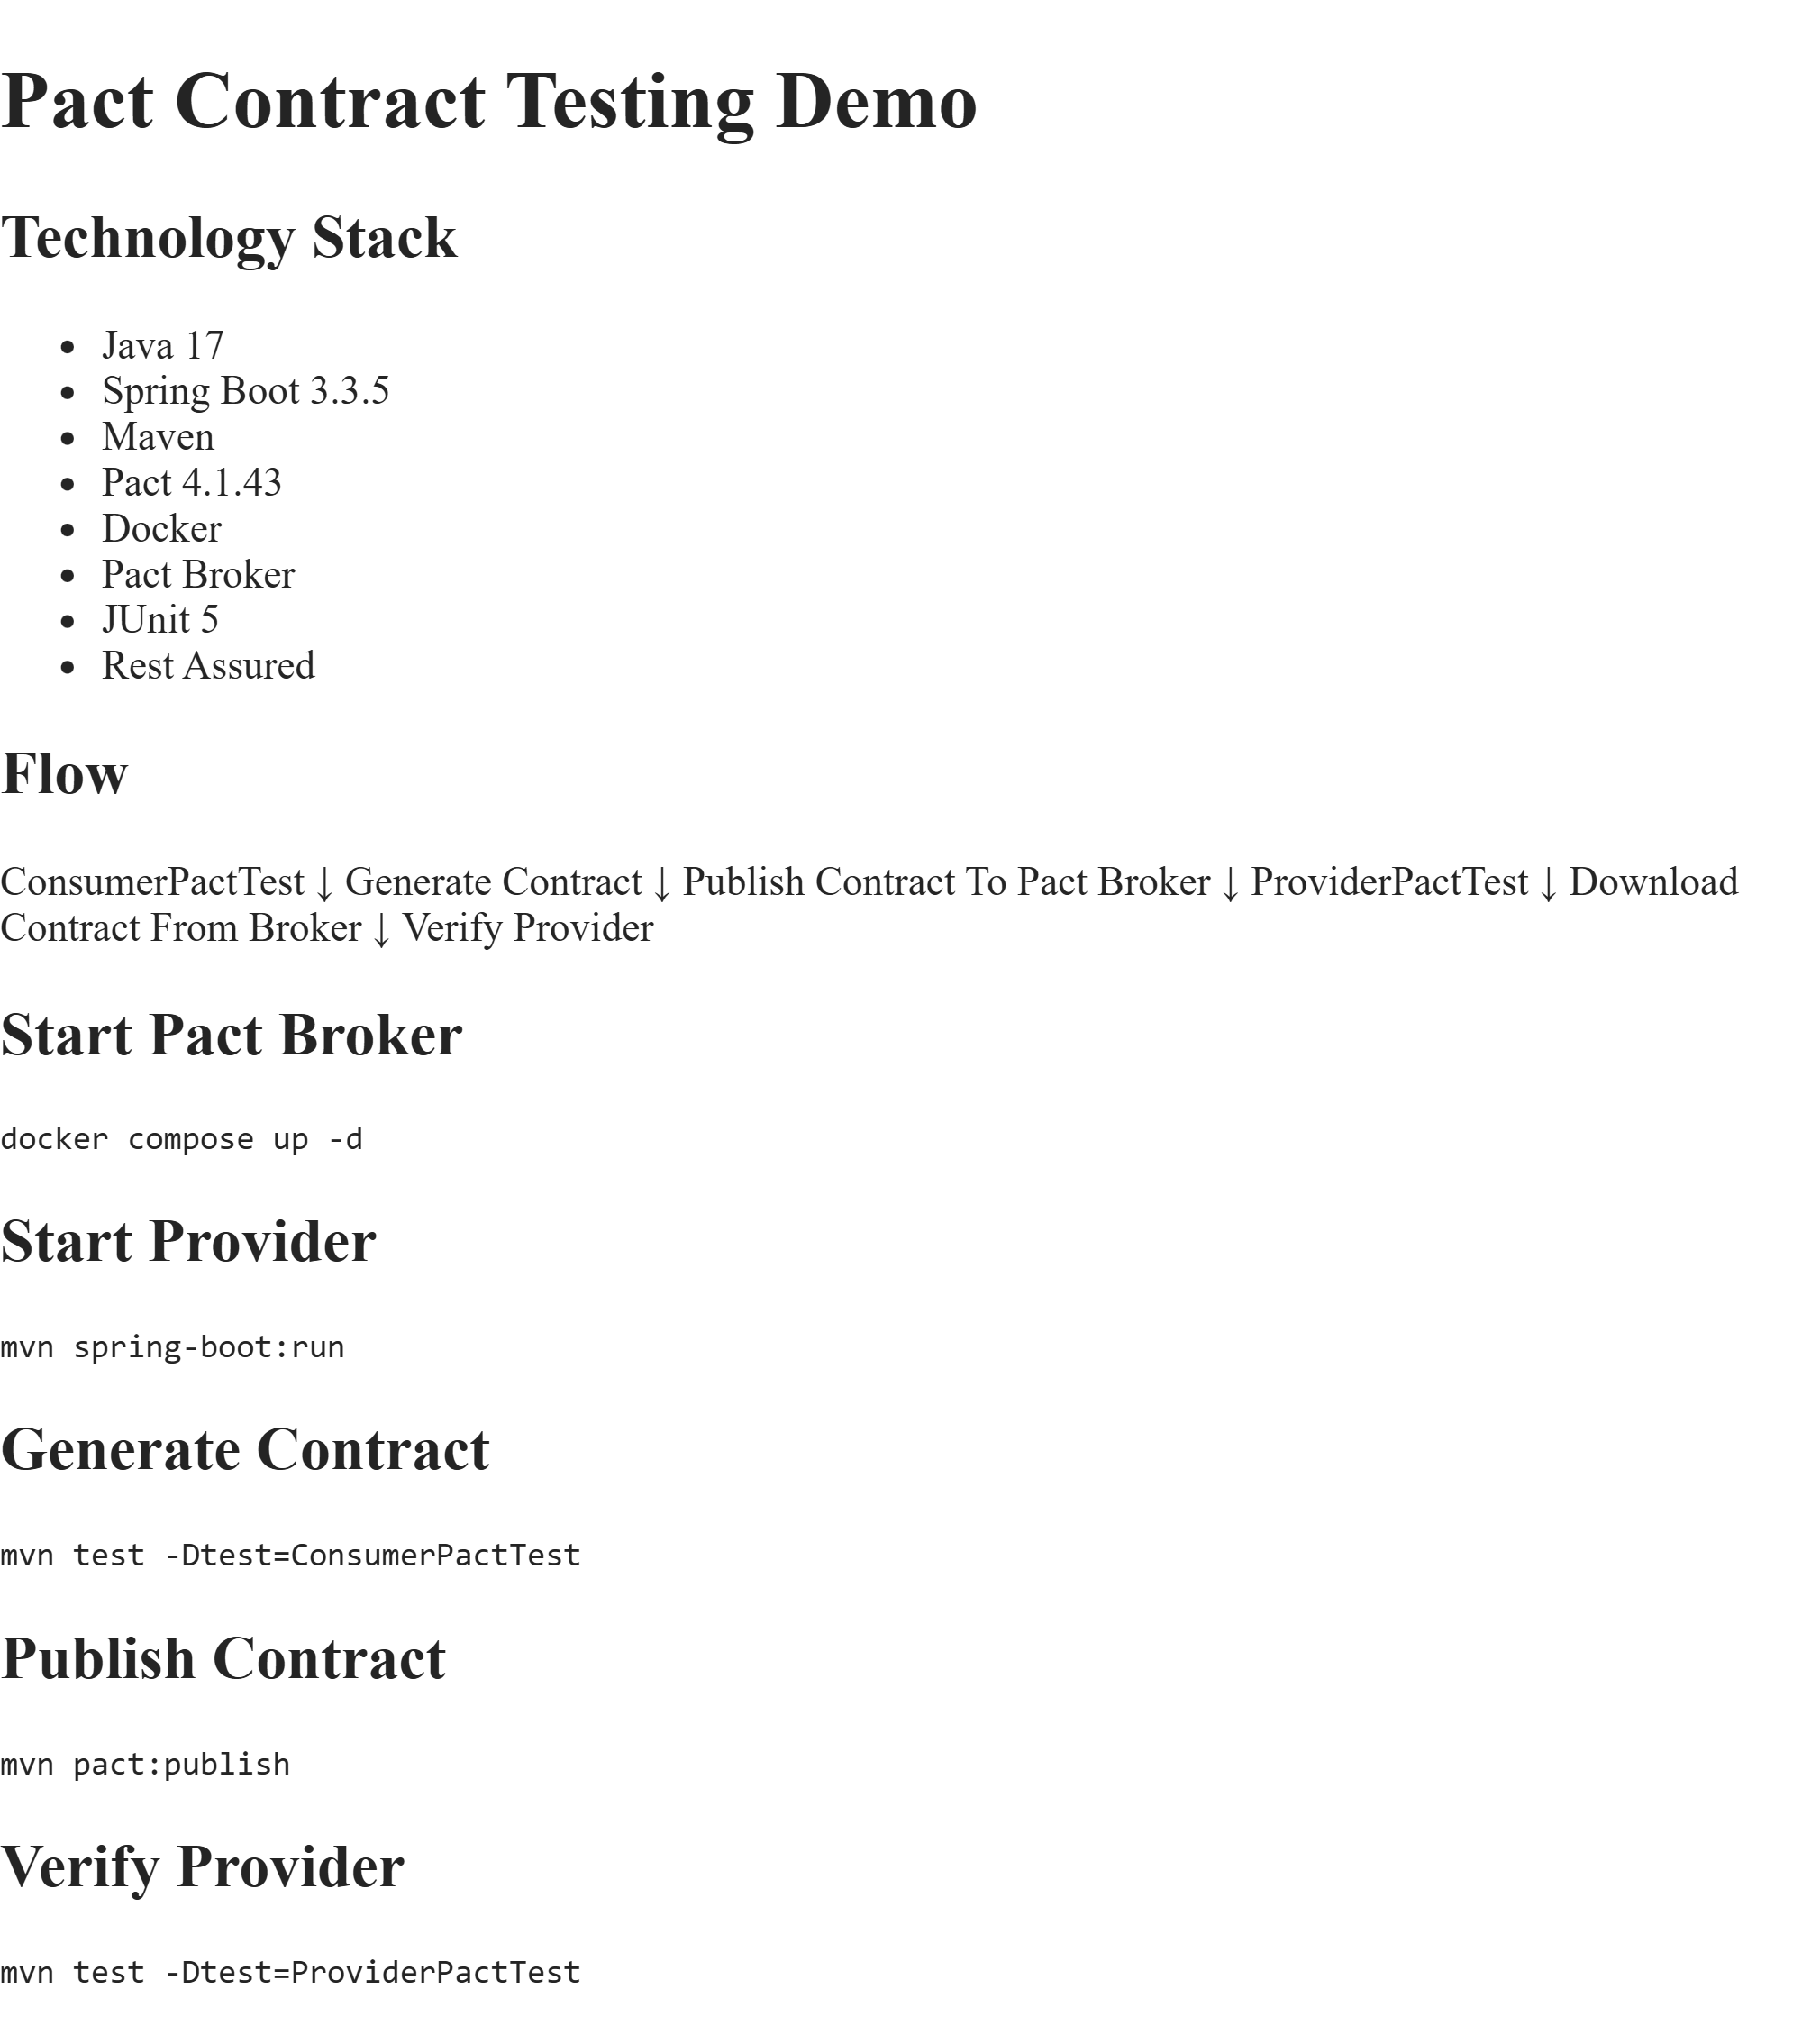 Pact Contract Testing Demo
Technology Stack
• Java 17
• Spring Boot 3.3.5
• Maven
• Pact 4.1.43
• Docker
• Pact Broker
• JUnit 5
• Rest Assured
Flow
ConsumerPactTest ↓ Generate Contract ↓ Publish Contract To Pact Broker ↓ ProviderPactTest ↓ Download
Contract From Broker ↓ Verify Provider
Start Pact Broker
docker compose up -d
Start Provider
mvn spring-boot:run
Generate Contract
mvn test -Dtest=ConsumerPactTest
Publish Contract
mvn pact:publish
Verify Provider
mvn test -Dtest=ProviderPactTest